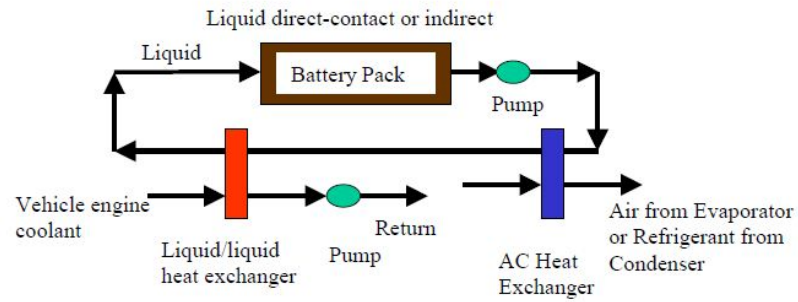 Liquid direct-contact or indirect
Liquid
Battery Pack
Pump
Vehicle engine
coolant
Liquid/liquid
heat exchanger
Pump
Return
AC Heat
Exchanger
Air from Evaporator
or Refrigerant from
Condenser